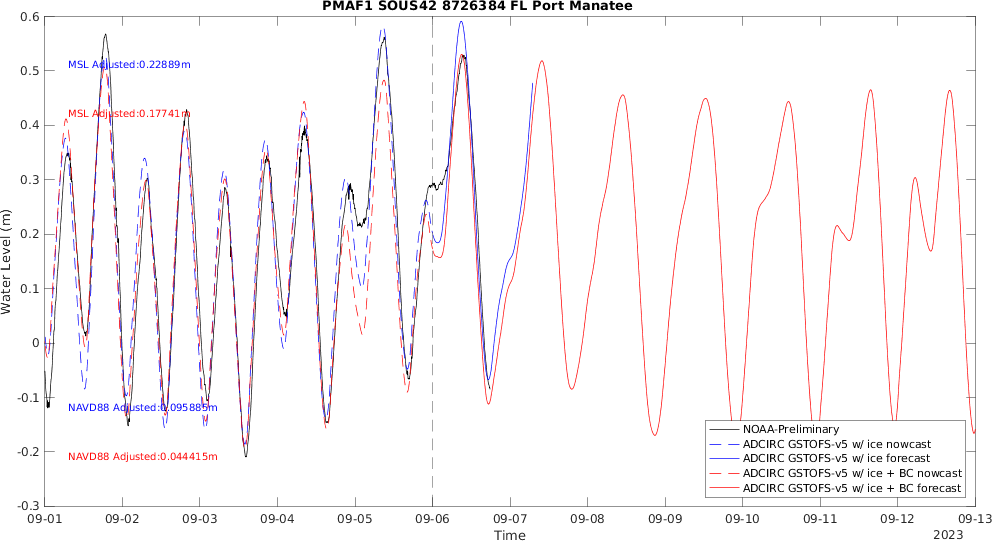 PMAF1 SOUS42 8726384 FL Port Manatee
0.6
0.5
0.4
0.3
0.2
0.1
0
-0.1
-0.2
-0.3
Water Level (m)
MSL Adjusted:0.22889m
MSL Adjusted:0.17741m
NAVD88 Adjusted:0.095885m
NAVD88 Adjusted:0.044415m
NOAA-Preliminary
ADCIRC GSTOFS-v5 w/ ice nowcast
ADCIRC GSTOFS-v5 w/ ice forecast
ADCIRC GSTOFS-v5 w/ ice + BC nowcast
ADCIRC GSTOFS-v5 w/ ice + BC forecast
09-01 09-02 09-03 09-04 09-05 09-06 09-07 09-08 09-09 09-10 09-11 09-12 09-13
Time
2023